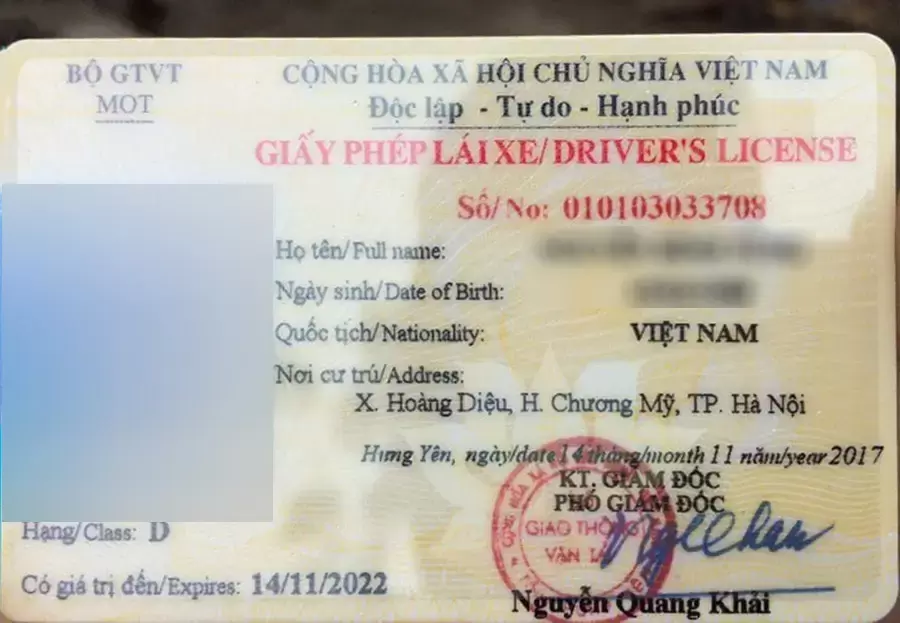 BỘ GTVT
MOT
CỘNG HÒA XÃ HỘI CHỦ NGHĨA VIỆT NAM
Độc lập - Tự do - Hạnh phúc
GIẤY PHÉP LÁI XE/ DRIVER'S LICENSE
Số/ No: 010103033708
Họ tên/ Full name:
Ngày sinh/ Date of Birth:
Quốc tịch/ Nationality: VIỆT NAM
Nơi cư trú/Address:
X. Hoàng Diệu, H. Chương Mỹ, TP. Hà Nội
Hưng Yên, ngày/date 14 tháng/month 11 năm/year 2017
KT. GIÁM ĐỐC
PHÓ GIÁM ĐỐC
GIAO THÔNG
VẬN TẢI
Hạng/Class: D
Có giá trị đến/Expires: 14/11/2022
Nguyễn Quang Khải